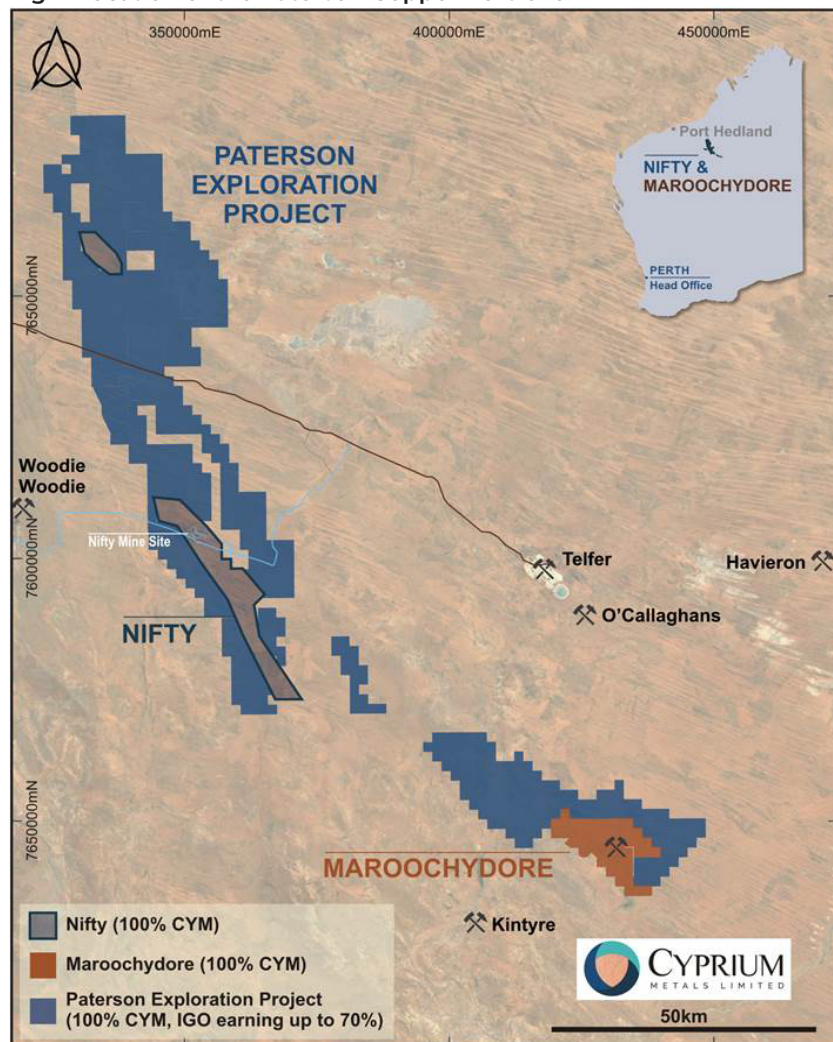 350000mE
400000mE
450000mE
PATERSON
EXPLORATION
PROJECT
Port Hedland
NIFTY &
MAROOCHYDORE
PERTH
Head Office
7650000mN
Woodie
Woodie
Nifty Mine Site
7600000mN
Telfer
Havieron
O'Callaghans
NIFTY
7650000mN
MAROOCHYDORE
Kintyre
Nifty (100% CYM)
Maroochydore (100% CYM)
Paterson Exploration Project
(100% CYM, IGO earning up to 70%)
CYPRIUM
METALS LIMITED
50km